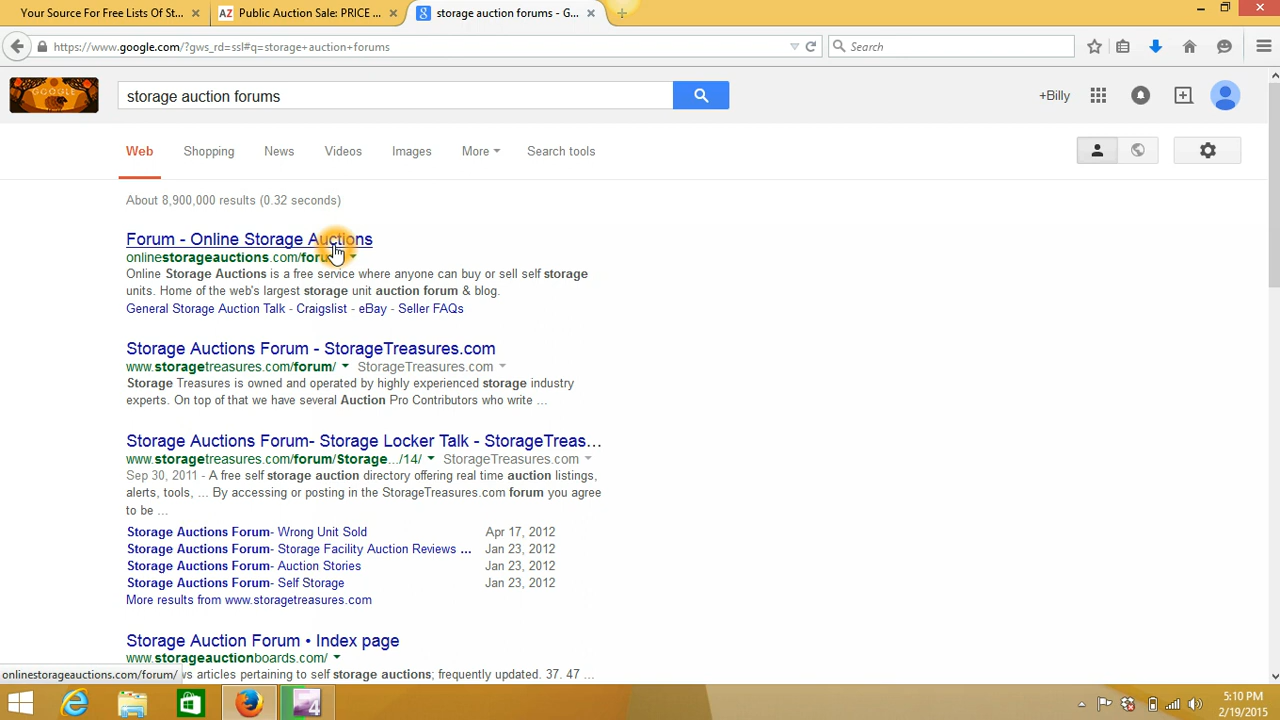 Your Source For Free Lists Of St... ×
AZ Public Auction Sale: PRICE ... ×
storage auction forums - G... ×
https://www.google.com/?gws_rd=ssl#q=storage+auction+forums
Search
storage auction forums
+Billy
Web Shopping News Videos Images More Search tools
About 8,900,000 results (0.32 seconds)
Forum - Online Storage Auctions
onlinestorageauctions.com/foru
Online Storage Auctions is a free service where anyone can buy or sell self storage
units. Home of the web's largest storage unit auction forum & blog.
General Storage Auction Talk - Craigslist - eBay - Seller FAQs
Storage Auctions Forum - StorageTreasures.com
www.storagetreasures.com/forum/ StorageTreasures.com
Storage Treasures is owned and operated by highly experienced storage industry
experts. On top of that we have several Auction Pro Contributors who write ...
Storage Auctions Forum- Storage Locker Talk - StorageTreas...
www.storagetreasures.com/forum/Storage.../14/ StorageTreasures.com
Sep 30, 2011 - A free self storage auction directory offering real time auction listings,
alerts, tools, ... By accessing or posting in the StorageTreasures.com forum you agree
to be ...
Storage Auctions Forum- Wrong Unit Sold Apr 17, 2012
Storage Auctions Forum- Storage Facility Auction Reviews ... Jan 23, 2012
Storage Auctions Forum- Auction Stories Jan 23, 2012
Storage Auctions Forum- Self Storage Jan 23, 2012
More results from www.storagetreasures.com
Storage Auction Forum • Index page
www.storageauctionboards.com/
onlinestorageauctions.com/forum/
vs articles pertaining to self storage auctions; frequently updated. 37. 47 ...
4
5:10 PM
2/19/2015